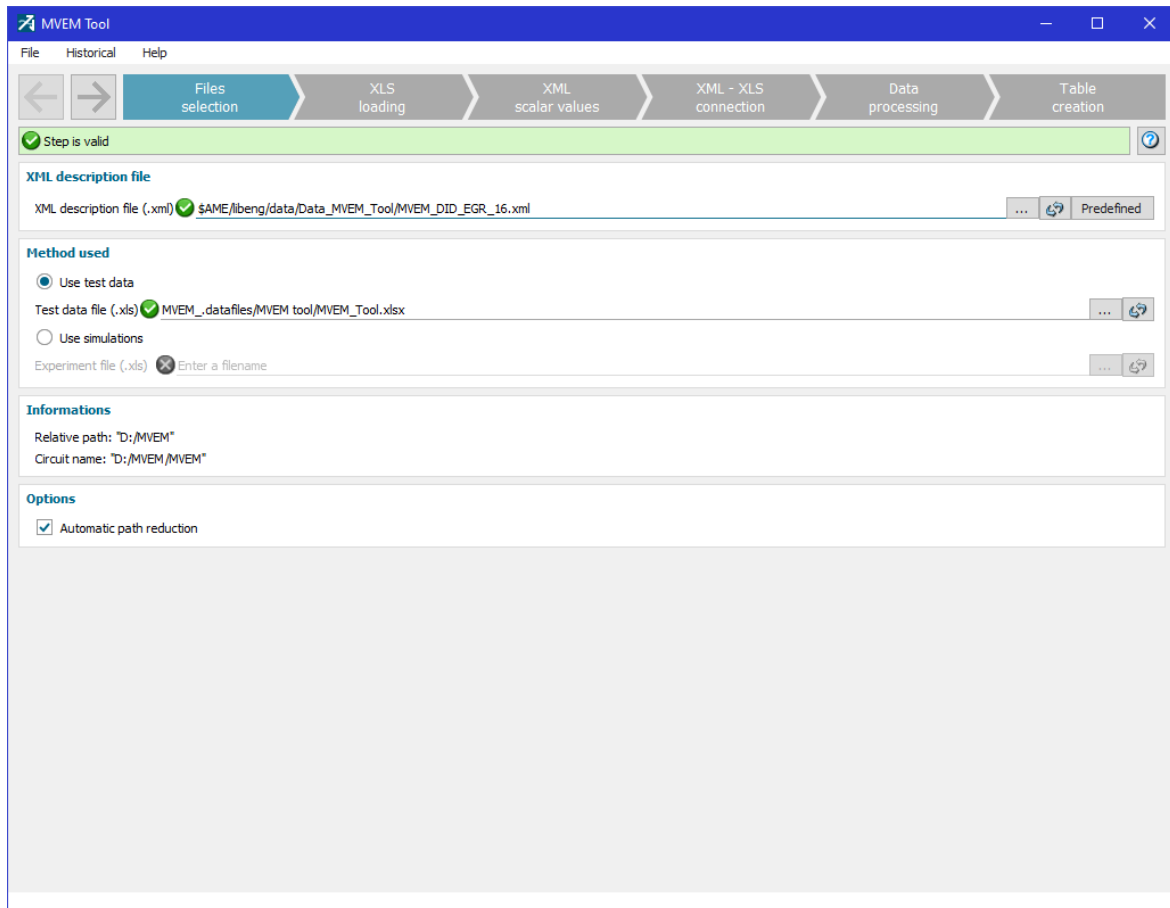 MVEM Tool
File Historical Help
Files selection
XLS loading
XML scalar values
XML - XLS connection
Data processing
Table creation
Step is valid
XML description file
XML description file (.xml) $AME/libeng/data/Data_MVEM_Tool/MVEM_DID_EGR_16.xml ... Predefined
Method used
Use test data
Test data file (.xls) MVEM_.datafiles/MVEM tool/MVEM_Tool.xlsx ...
Use simulations
Experiment file (.xls) Enter a filename ...
Informations
Relative path: "D:/MVEM"
Circuit name: "D:/MVEM/MVEM"
Options
Automatic path reduction